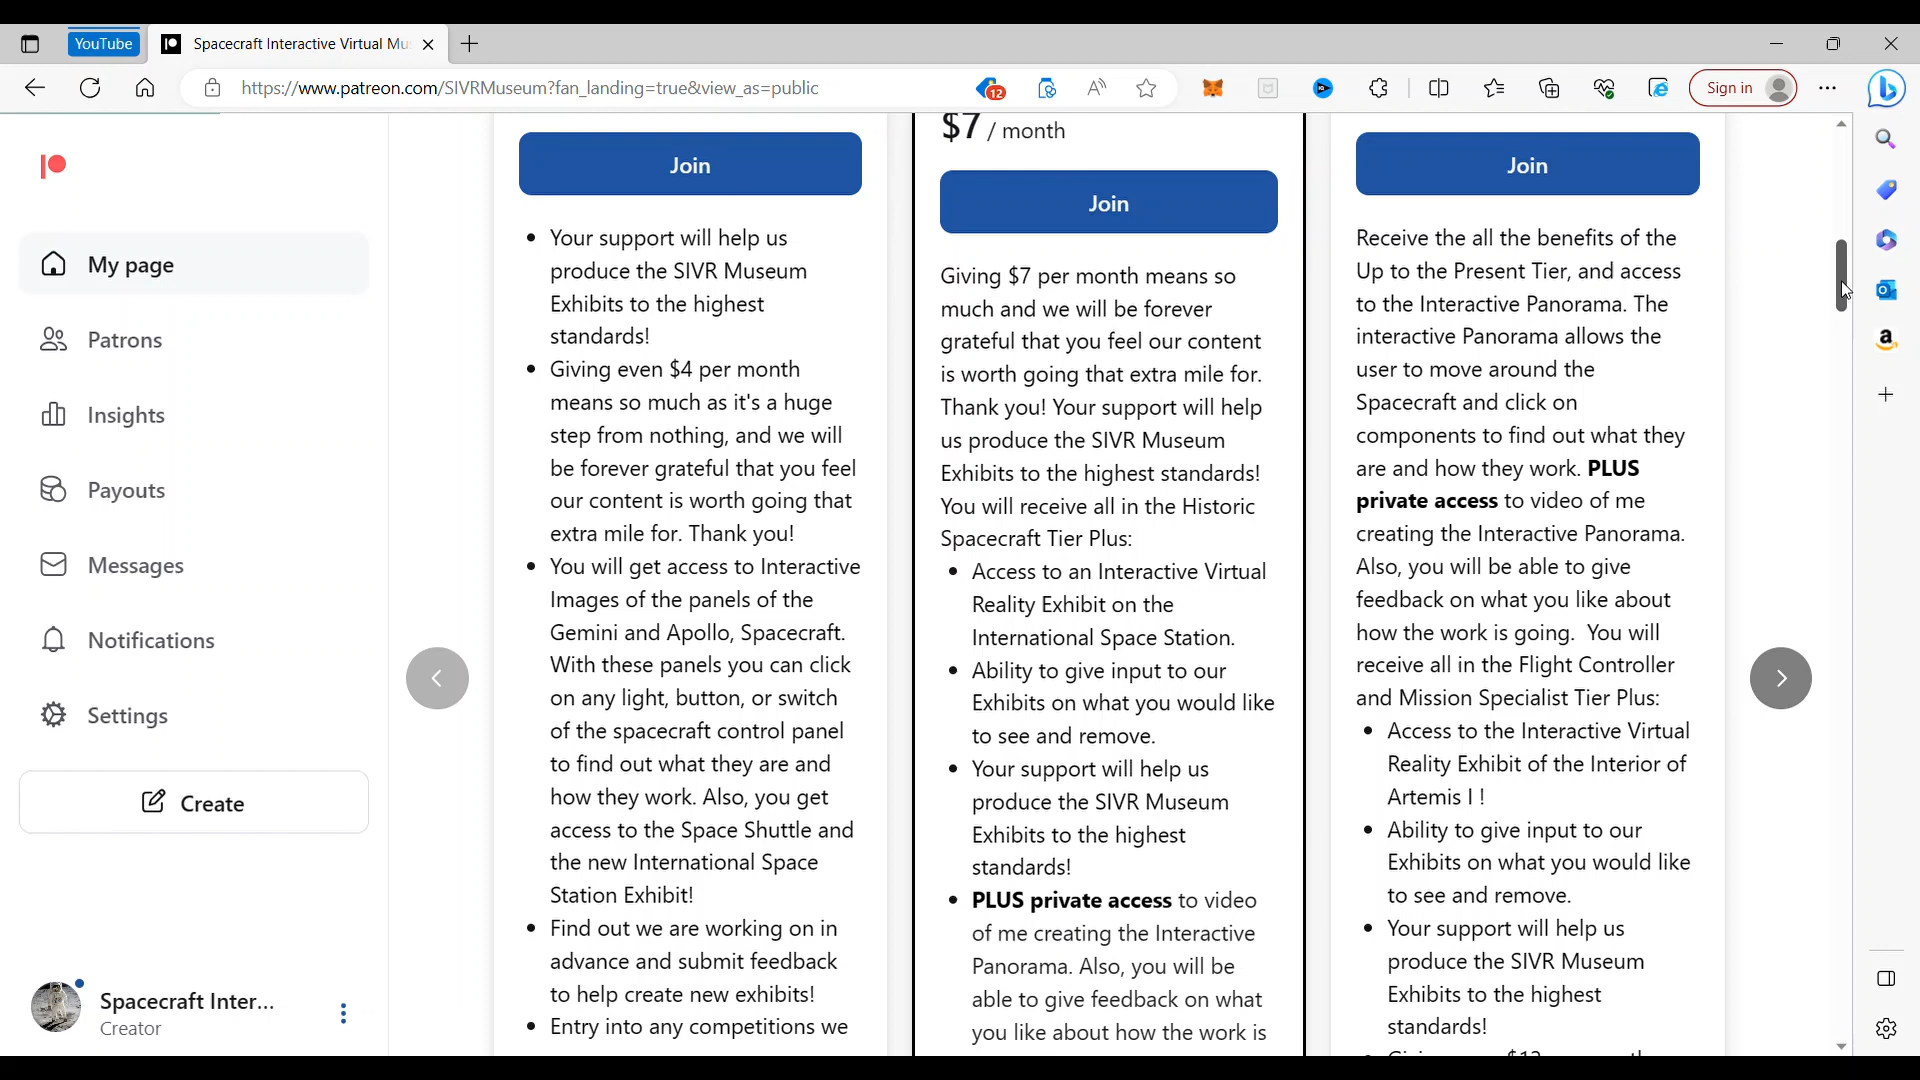 YouTube
Spacecraft Interactive Virtual Mu
https://www.patreon.com/SIVRMuseum?fan_landing=true&view_as=public
12
Sign in
My page
Patrons
Insights
Payouts
Messages
Notifications
Settings
Create
Spacecraft Inter...
Creator
Join
• Your support will help us
produce the SIVR Museum
Exhibits to the highest
standards!
• Giving even $4 per month
means so much as it's a huge
step from nothing, and we will
be forever grateful that you feel
our content is worth going that
extra mile for. Thank you!
• You will get access to Interactive
Images of the panels of the
Gemini and Apollo, Spacecraft.
With these panels you can click
on any light, button, or switch
of the spacecraft control panel
to find out what they are and
how they work. Also, you get
access to the Space Shuttle and
the new International Space
Station Exhibit!
• Find out we are working on in
advance and submit feedback
to help create new exhibits!
• Entry into any competitions we
$7 / month
Join
Giving $7 per month means so
much and we will be forever
grateful that you feel our content
is worth going that extra mile for.
Thank you! Your support will help
us produce the SIVR Museum
Exhibits to the highest standards!
You will receive all in the Historic
Spacecraft Tier Plus:
• Access to an Interactive Virtual
Reality Exhibit on the
International Space Station.
• Ability to give input to our
Exhibits on what you would like
to see and remove.
• Your support will help us
produce the SIVR Museum
Exhibits to the highest
standards!
• PLUS private access to video
of me creating the Interactive
Panorama. Also, you will be
able to give feedback on what
you like about how the work is
Join
Receive the all the benefits of the
Up to the Present Tier, and access
to the Interactive Panorama. The
interactive Panorama allows the
user to move around the
Spacecraft and click on
components to find out what they
are and how they work. PLUS
private access to video of me
creating the Interactive Panorama.
Also, you will be able to give
feedback on what you like about
how the work is going. You will
receive all in the Flight Controller
and Mission Specialist Tier Plus:
• Access to the Interactive Virtual
Reality Exhibit of the Interior of
Artemis I !
• Ability to give input to our
Exhibits on what you would like
to see and remove.
• Your support will help us
produce the SIVR Museum
Exhibits to the highest
standards!